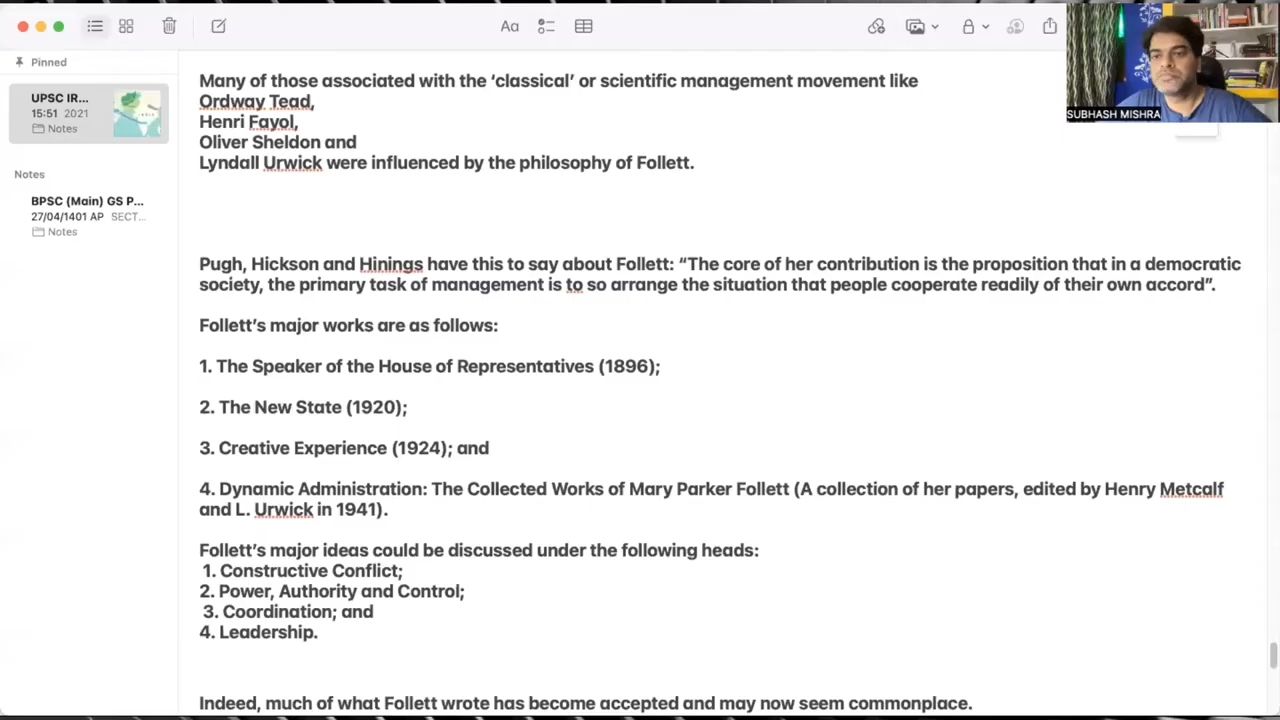 Pinned
UPSC IR...
15:51 2021
Notes
Notes
BPSC (Main) GS P...
27/04/1401 AP SECT...
Notes
Aa
SUBHASH MISHRA
Many of those associated with the ‘classical’ or scientific management movement like
Ordway Tead,
Henri Fayol,
Oliver Sheldon and
Lyndall Urwick were influenced by the philosophy of Follett.
Pugh, Hickson and Hinings have this to say about Follett: “The core of her contribution is the proposition that in a democratic
society, the primary task of management is to so arrange the situation that people cooperate readily of their own accord”.
Follett’s major works are as follows:
1. The Speaker of the House of Representatives (1896);
2. The New State (1920);
3. Creative Experience (1924); and
4. Dynamic Administration: The Collected Works of Mary Parker Follett (A collection of her papers, edited by Henry Metcalf
and L. Urwick in 1941).
Follett’s major ideas could be discussed under the following heads:
1. Constructive Conflict;
2. Power, Authority and Control;
3. Coordination; and
4. Leadership.
Indeed, much of what Follett wrote has become accepted and may now seem commonplace.